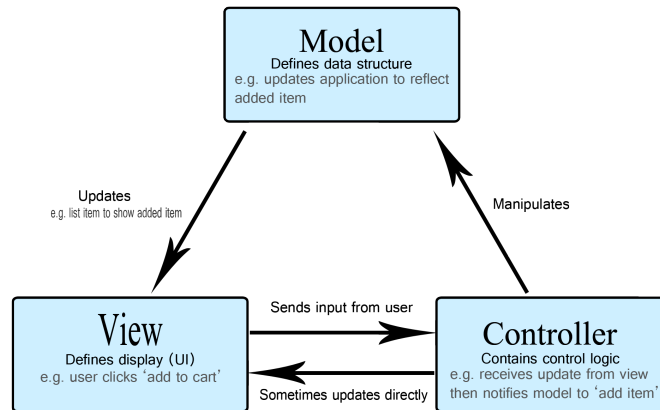 Model
Defines data structure
e.g. updates application to reflect
added item
Updates
e.g. list item to show added item
Manipulates
View
Defines display (UI)
e.g. user clicks ‘add to cart’
Sends input from user
Sometimes updates directly
Controller
Contains control logic
e.g. receives update from view
then notifies model to ‘add item’